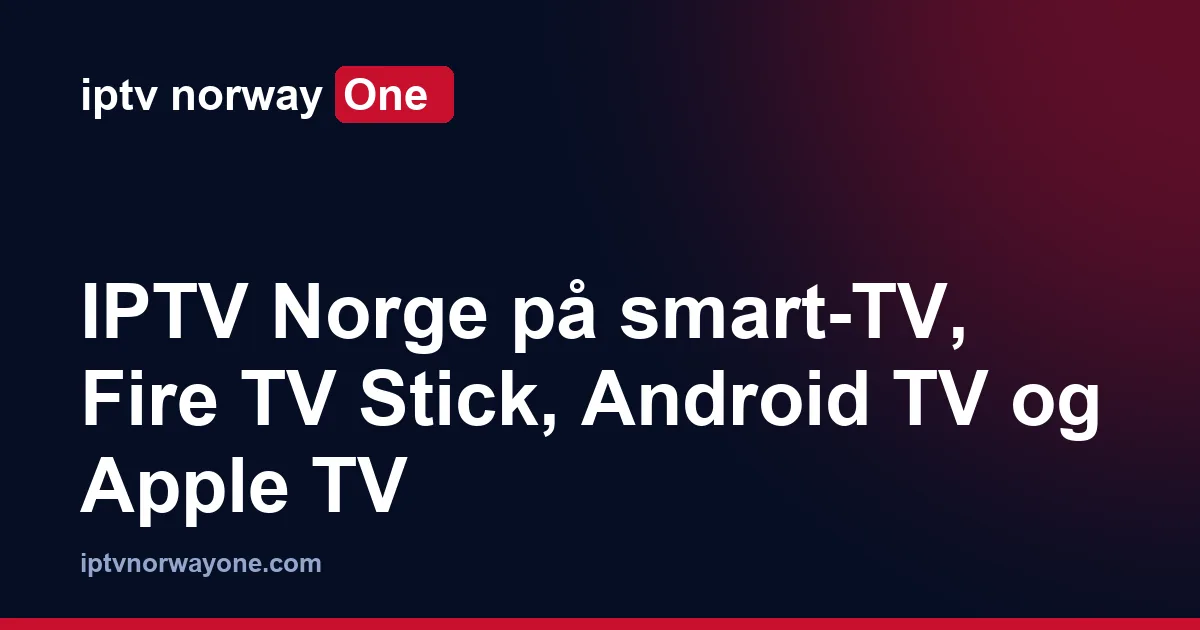 iptv norway One
IPTV Norge på smart-TV,
Fire TV Stick, Android TV og
Apple TV
iptvnorwayone.com